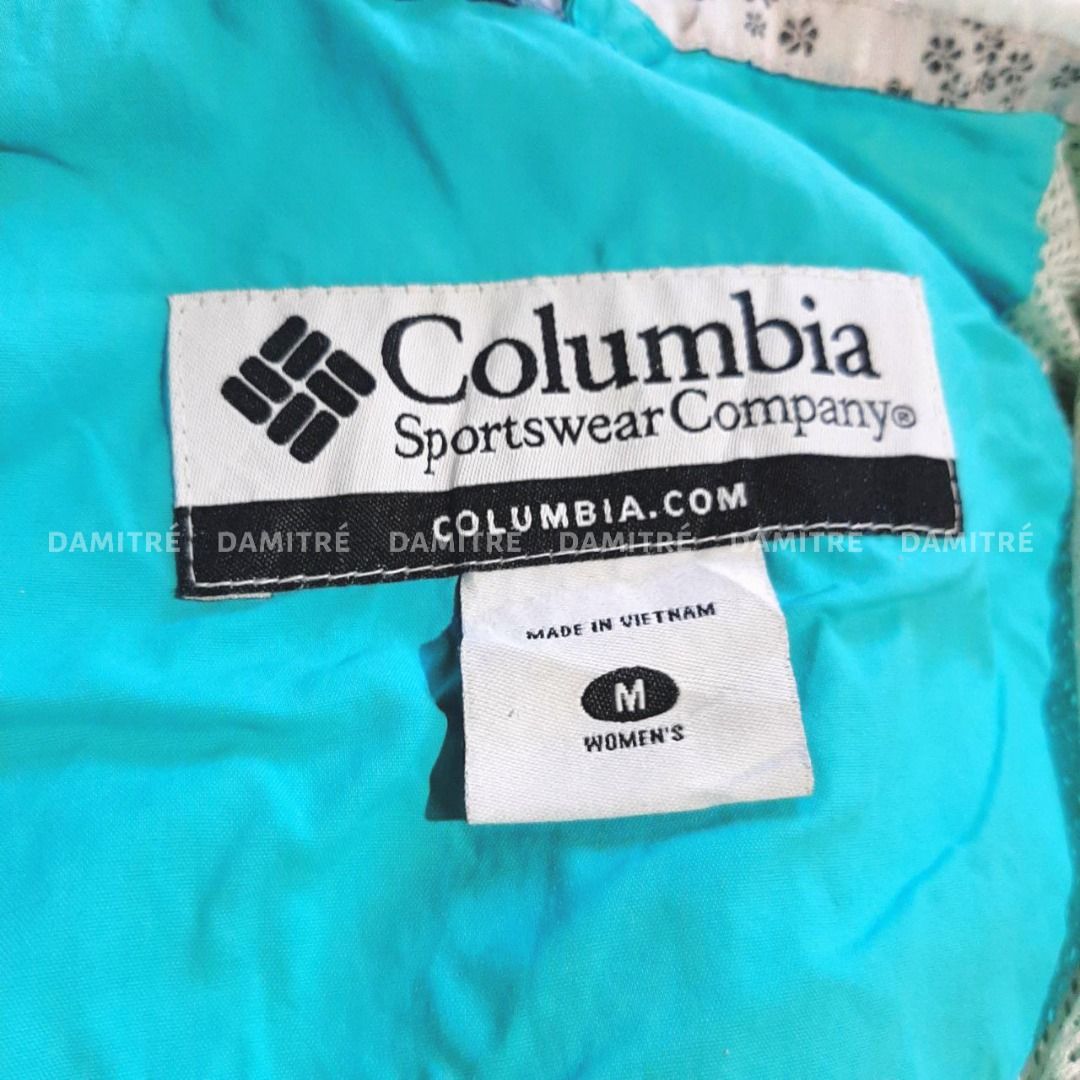 Columbia
Sportswear Company®
COLUMBIA.COM
DAMITRÉ DAMITRÉ DAMITRÉ DAMITRÉ DAMITRÉ DAMITRÉ
MADE IN VIETNAM
M
WOMEN'S